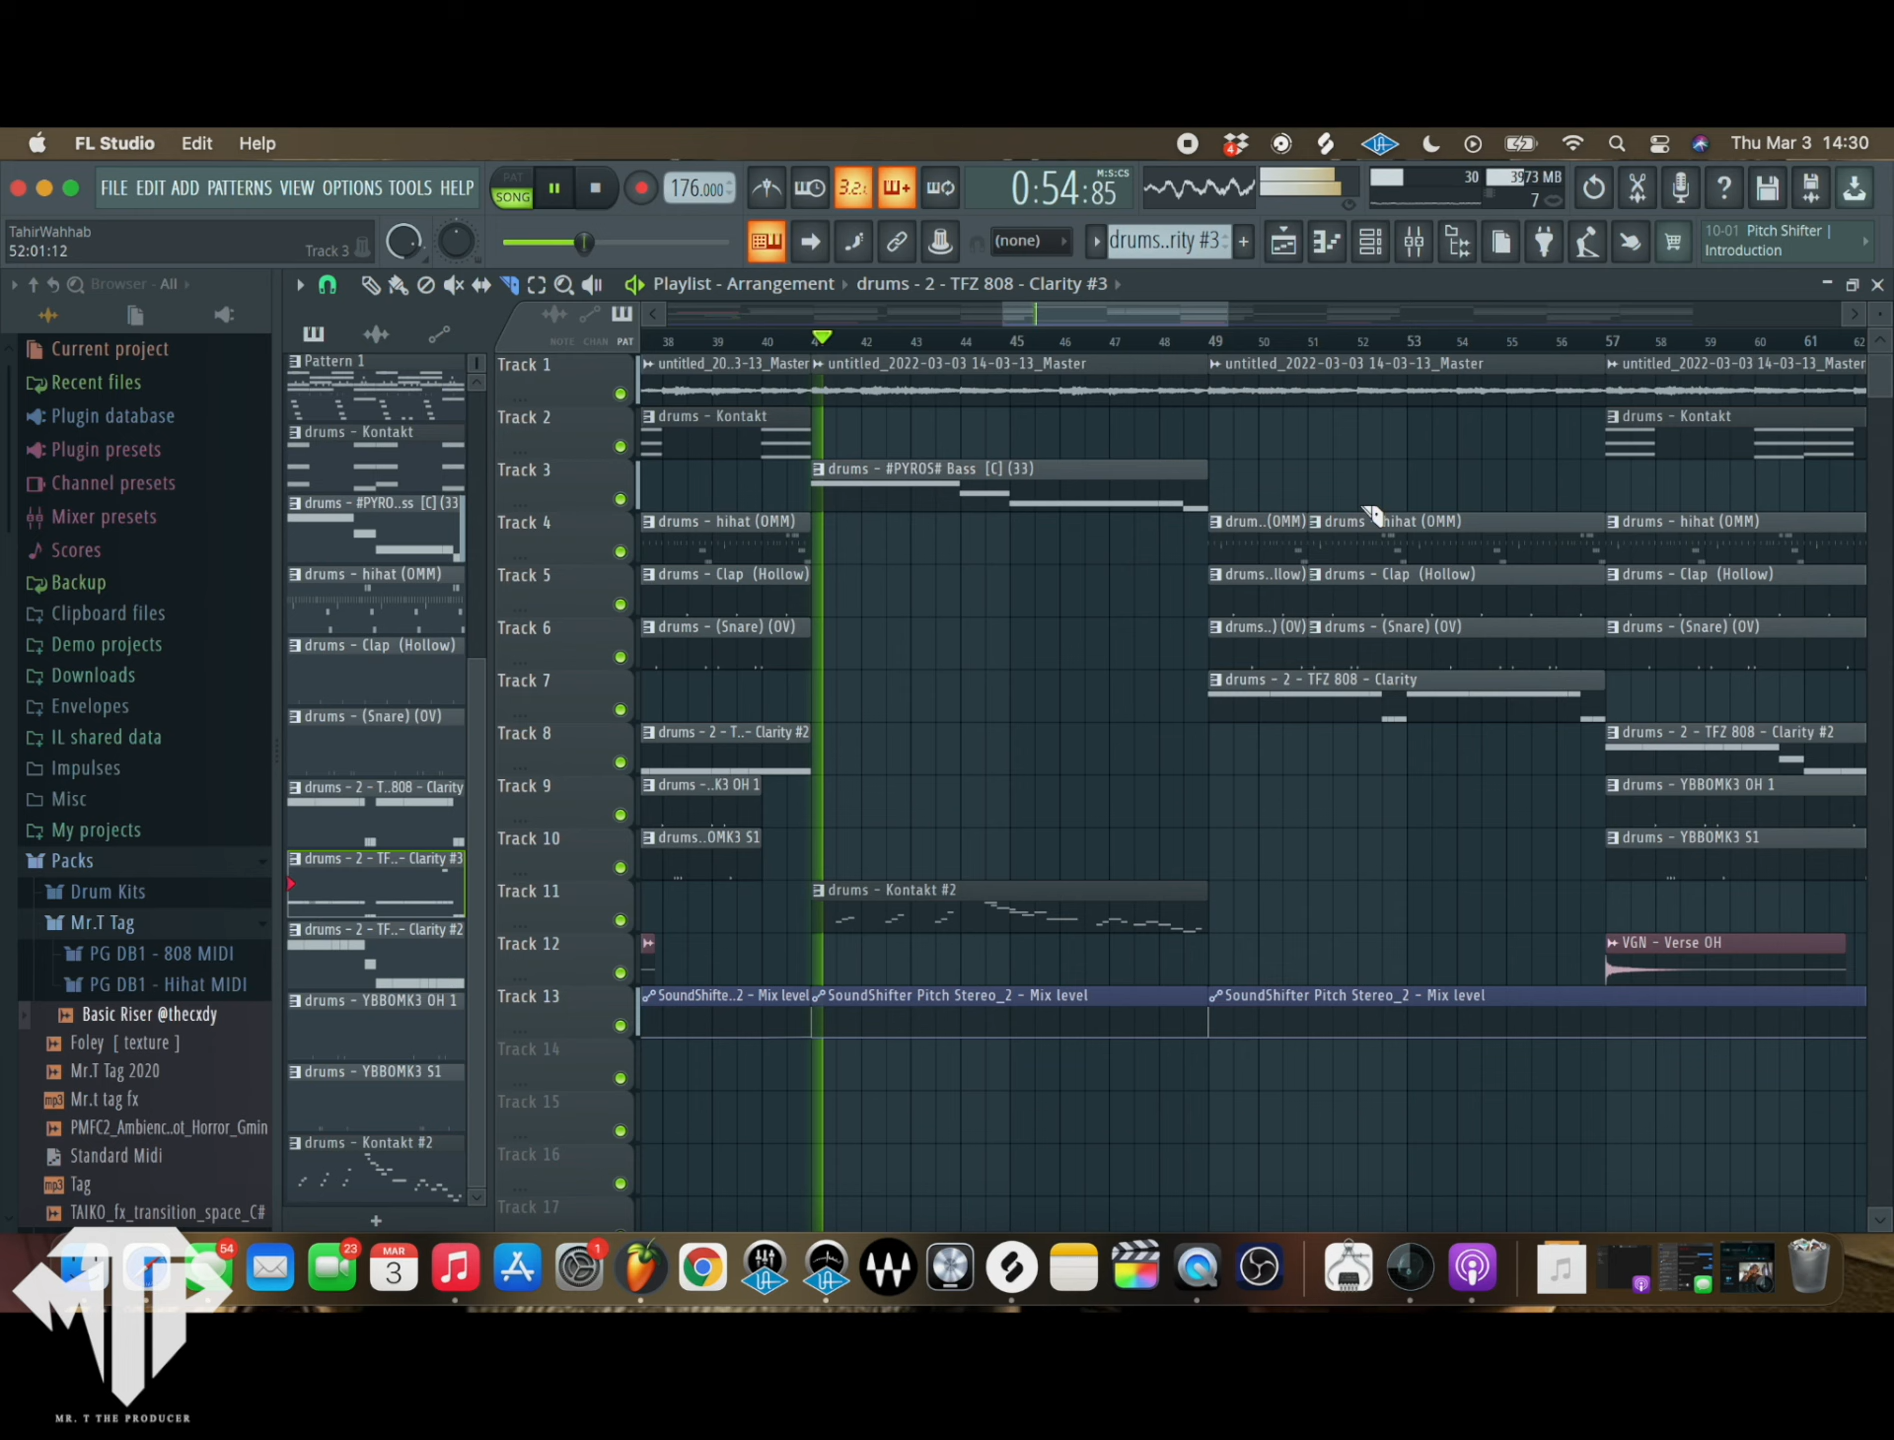 FL Studio Edit Help
Thu Mar 3 14:30
FILE EDIT ADD PATTERNS VIEW OPTIONS TOOLS HELP
PAT
SONG
176.000
3.2.
0:54:85
M:S:CS
30
3973 MB
7
TahirWahhab
52:01:12
Track 3
(none)
drums..rity #3
10-01 Pitch Shifter |
Introduction
Browser - All
Playlist - Arrangement › drums - 2 - TFZ 808 - Clarity #3 ›
NOTE CHAN PAT
38 39 40 42 43 44 45 46 47 48 49 50 51 52 53 54 55 56 57 58 59 60 61 62
Current project
Recent files
Plugin database
Plugin presets
Channel presets
Mixer presets
Scores
Backup
Clipboard files
Demo projects
Downloads
Envelopes
IL shared data
Impulses
Misc
My projects
Packs
Drum Kits
Mr.T Tag
PG DB1 - 808 MIDI
PG DB1 - Hihat MIDI
Basic Riser @thecxdy
Foley [ texture ]
Mr.T Tag 2020
mp3 Mr.t tag fx
mp3 PMFC2_Ambienc..ot_Horror_Gmin
Standard Midi
mp3 Tag
TAIKO_fx_transition_space_C#
Pattern 1
drums - Kontakt
drums - #PYRO..ss [C] (33
drums - hihat (OMM)
drums - Clap (Hollow)
drums - (Snare) (OV)
drums - 2 - T..808 - Clarity
drums - 2 - TF..- Clarity #3
drums - 2 - TF..- Clarity #2
drums - YBBOMK3 OH 1
drums - YBBOMK3 S1
drums - Kontakt #2
Track 1
untitled_20..3-13_Master
untitled_2022-03-03 14-03-13_Master
untitled_2022-03-03 14-03-13_Master
untitled_2022-03-03 14-03-13_Master
Track 2
drums - Kontakt
drums - Kontakt
Track 3
drums - #PYROS# Bass [C] (33)
Track 4
drums - hihat (OMM)
drum..(OMM)
drums hihat (OMM)
drums - hihat (OMM)
Track 5
drums - Clap (Hollow)
drums..llow)
drums - Clap (Hollow)
drums - Clap (Hollow)
Track 6
drums - (Snare) (OV)
drums..) (OV)
drums - (Snare) (OV)
drums - (Snare) (OV)
Track 7
drums - 2 - TFZ 808 - Clarity
Track 8
drums - 2 - T..- Clarity #2
drums - 2 - TFZ 808 - Clarity #2
Track 9
drums -..K3 OH 1
drums - YBBOMK3 OH 1
Track 10
drums..OMK3 S1
drums - YBBOMK3 S1
Track 11
drums - Kontakt #2
Track 12
VGN - Verse OH
Track 13
SoundShifte..2 - Mix level
SoundShifter Pitch Stereo_2 - Mix level
SoundShifter Pitch Stereo_2 - Mix level
Track 14
Track 15
Track 16
Track 17
54
23
MAR
3
1
4
MR. T THE PRODUCER